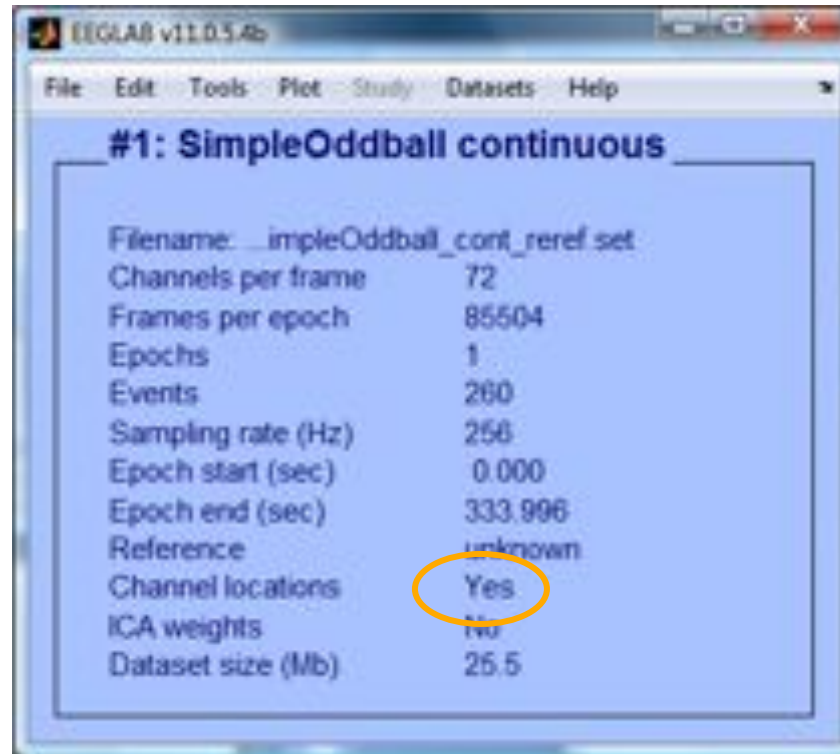 EEGLAB v11.0.5.4b
File Edit Tools Plot Study Datasets Help
#1: SimpleOddball continuous
Filename: ...impleOddball_cont_reref.set
Channels per frame 72
Frames per epoch 85504
Epochs 1
Events 260
Sampling rate (Hz) 256
Epoch start (sec) 0.000
Epoch end (sec) 333.996
Reference unknown
Channel locations Yes
ICA weights No
Dataset size (Mb) 25.5